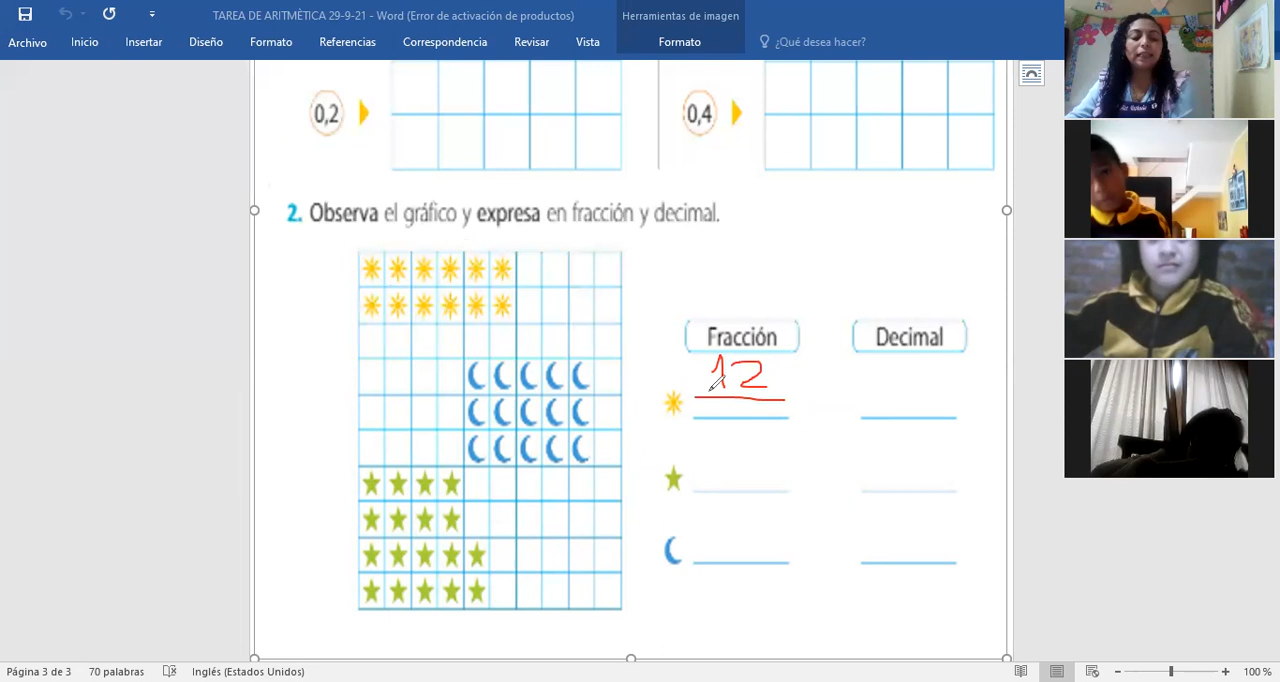 TAREA DE ARITMÈTICA 29-9-21 - Word (Error de activación de productos)
Herramientas de imagen
Archivo
Inicio
Insertar
Diseño
Formato
Referencias
Correspondencia
Revisar
Vista
Formato
¿Qué desea hacer?
0,2
0,4
2. Observa el gráfico y expresa en fracción y decimal.
Fracción
Decimal
12
Página 3 de 3
70 palabras
Inglés (Estados Unidos)
100 %